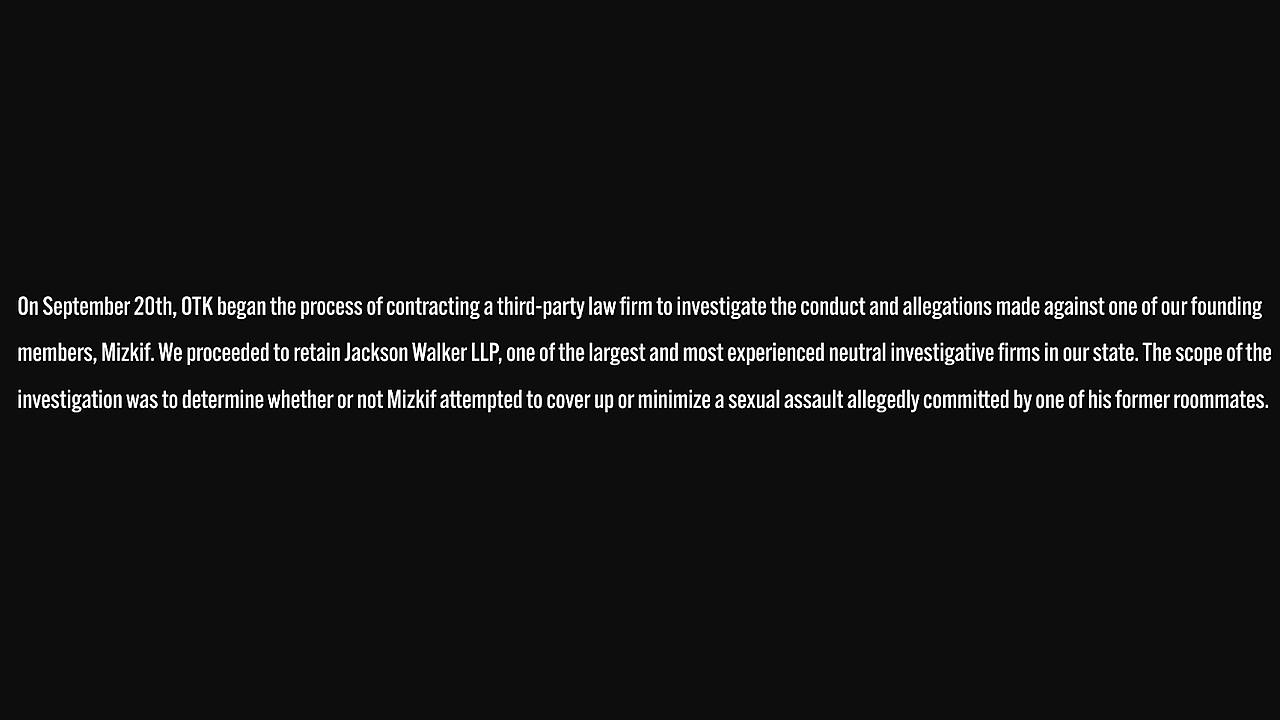 On September 20th, OTK began the process of contracting a third-party law firm to investigate the conduct and allegations made against one of our founding
members, Mizkif. We proceeded to retain Jackson Walker LLP, one of the largest and most experienced neutral investigative firms in our state. The scope of the
investigation was to determine whether or not Mizkif attempted to cover up or minimize a sexual assault allegedly committed by one of his former roommates.